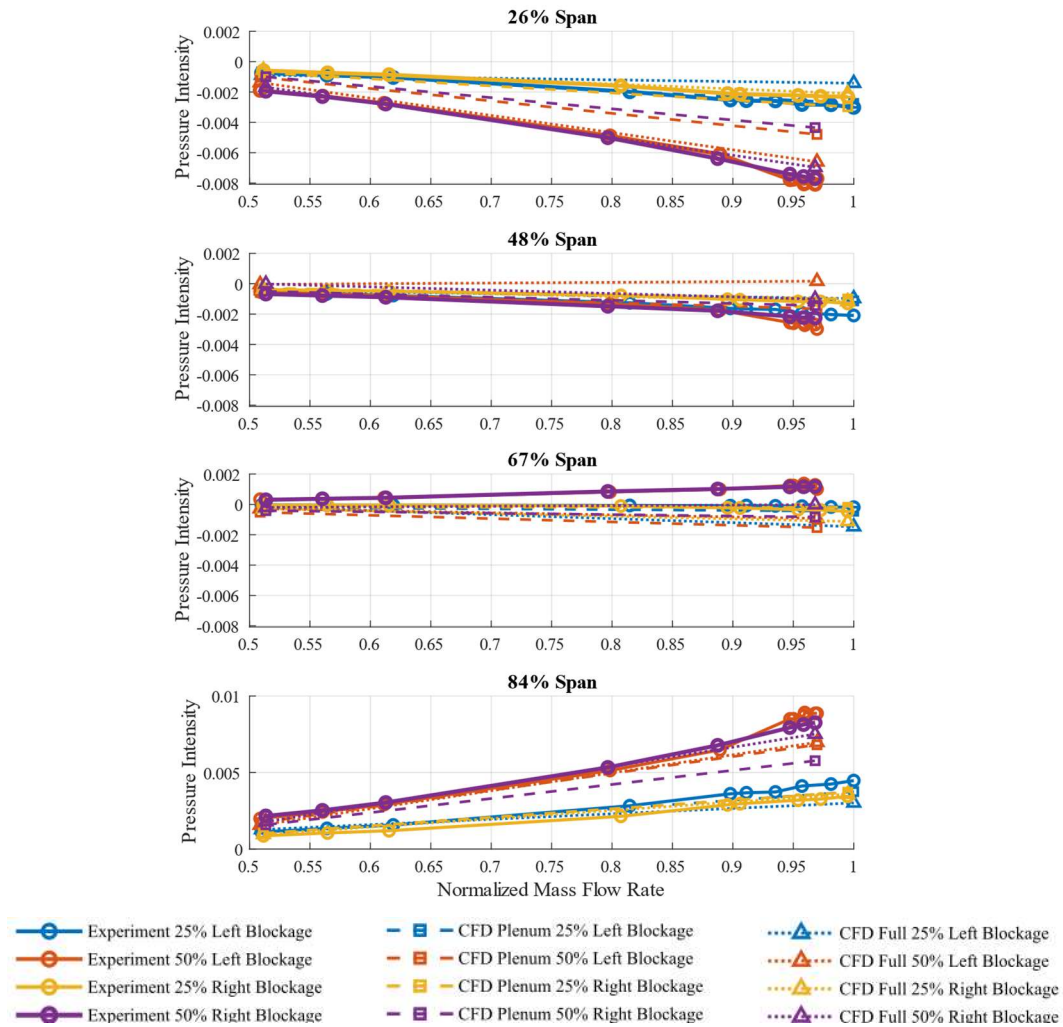 26% Span
0.002
0
-0.002
-0.004
-0.006
-0.008
Pressure Intensity
0.5 0.55 0.6 0.65 0.7 0.75 0.8 0.85 0.9 0.95 1
48% Span
0.002
0
-0.002
-0.004
-0.006
-0.008
Pressure Intensity
0.5 0.55 0.6 0.65 0.7 0.75 0.8 0.85 0.9 0.95 1
67% Span
0.002
0
-0.002
-0.004
-0.006
-0.008
Pressure Intensity
0.5 0.55 0.6 0.65 0.7 0.75 0.8 0.85 0.9 0.95 1
84% Span
0.01
0.005
0
Pressure Intensity
0.5 0.55 0.6 0.65 0.7 0.75 0.8 0.85 0.9 0.95 1
Normalized Mass Flow Rate
Experiment 25% Left Blockage
Experiment 50% Left Blockage
Experiment 25% Right Blockage
Experiment 50% Right Blockage
CFD Plenum 25% Left Blockage
CFD Plenum 50% Left Blockage
CFD Plenum 25% Right Blockage
CFD Plenum 50% Right Blockage
CFD Full 25% Left Blockage
CFD Full 50% Left Blockage
CFD Full 25% Right Blockage
CFD Full 50% Right Blockage